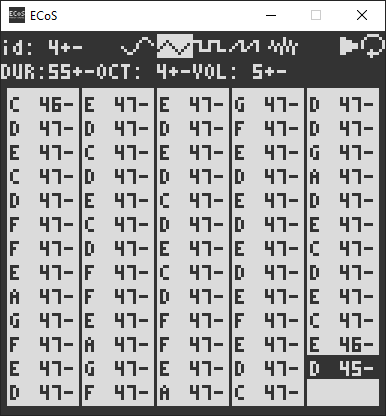 ECoS
id: 4+-
DUR:55+-OCT: 4+-VOL: 5+-
C 46- E 47- E 47- G 47- D 47-
D 47- D 47- D 47- F 47- D 47-
E 47- C 47- E 47- E 47- G 47-
C 47- D 47- E 47- D 47- A 47-
D 47- E 47- C 47- D 47- D 47-
F 47- C 47- D 47- F 47- E 47-
F 47- D 47- E 47- E 47- C 47-
E 47- F 47- C 47- D 47- D 47-
A 47- F 47- D 47- E 47- E 47-
G 47- E 47- F 47- F 47- C 47-
F 47- A 47- F 47- E 47- E 46-
E 47- G 47- E 47- D 47- D 45-
D 47- F 47- A 47- C 47-